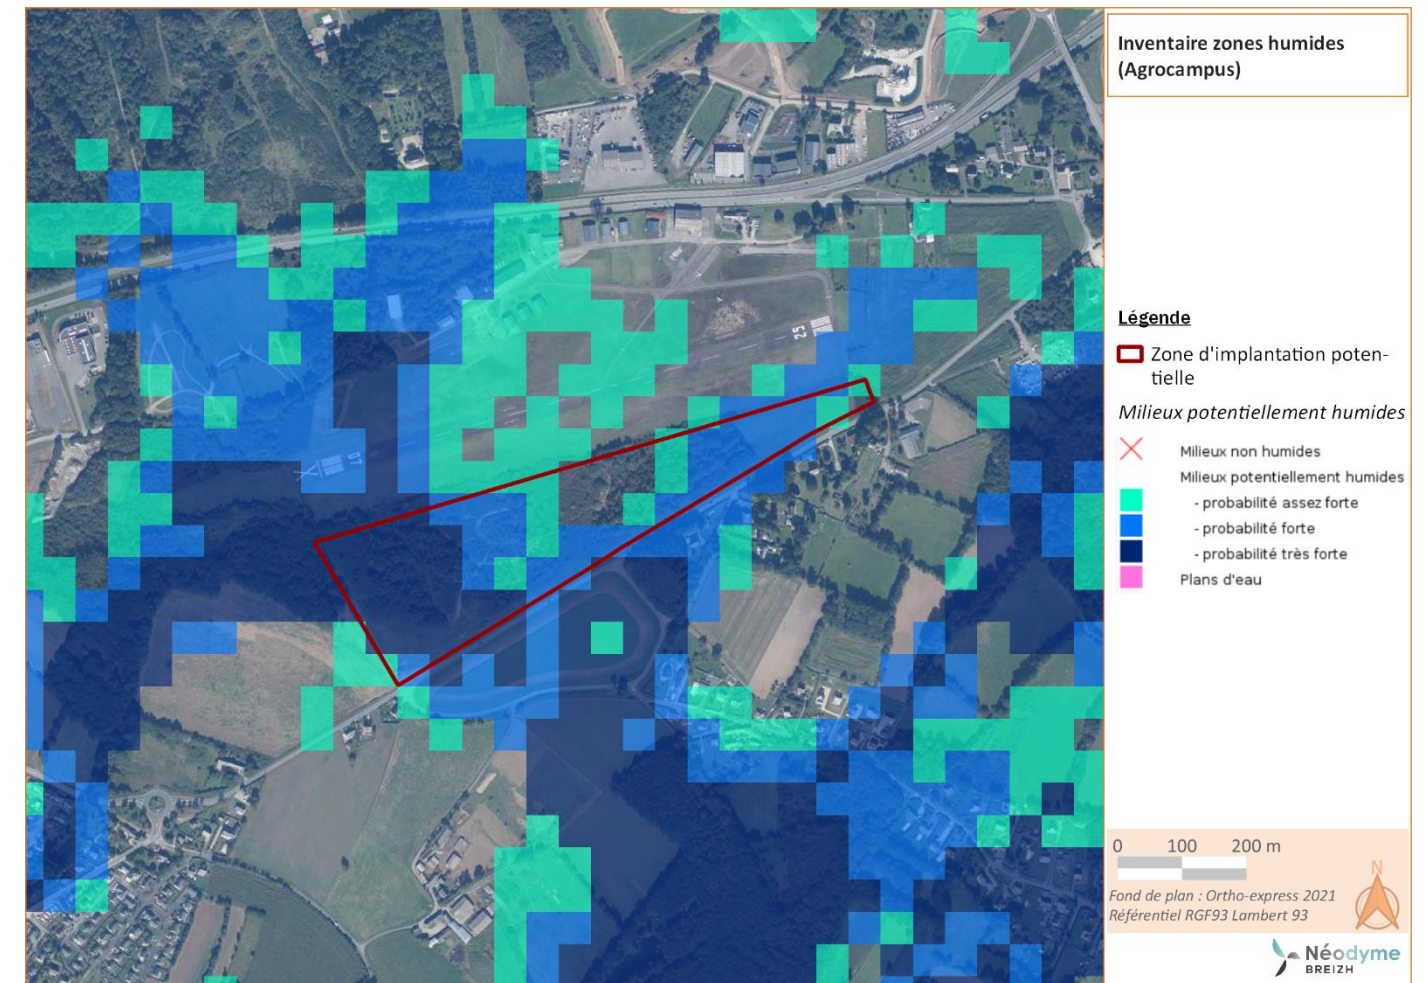 Inventaire zones humides
(Agrocampus)
Légende
Zone d'implantation poten-
tielle
Milieux potentiellement humides
Milieux non humides
Milieux potentiellement humides
- probabilité assez forte
- probabilité forte
- probabilité très forte
Plans d'eau
25
07
0 100 200 m
Fond de plan : Ortho-express 2021
Référentiel RGF93 Lambert 93
N
Néodyme
BREIZH